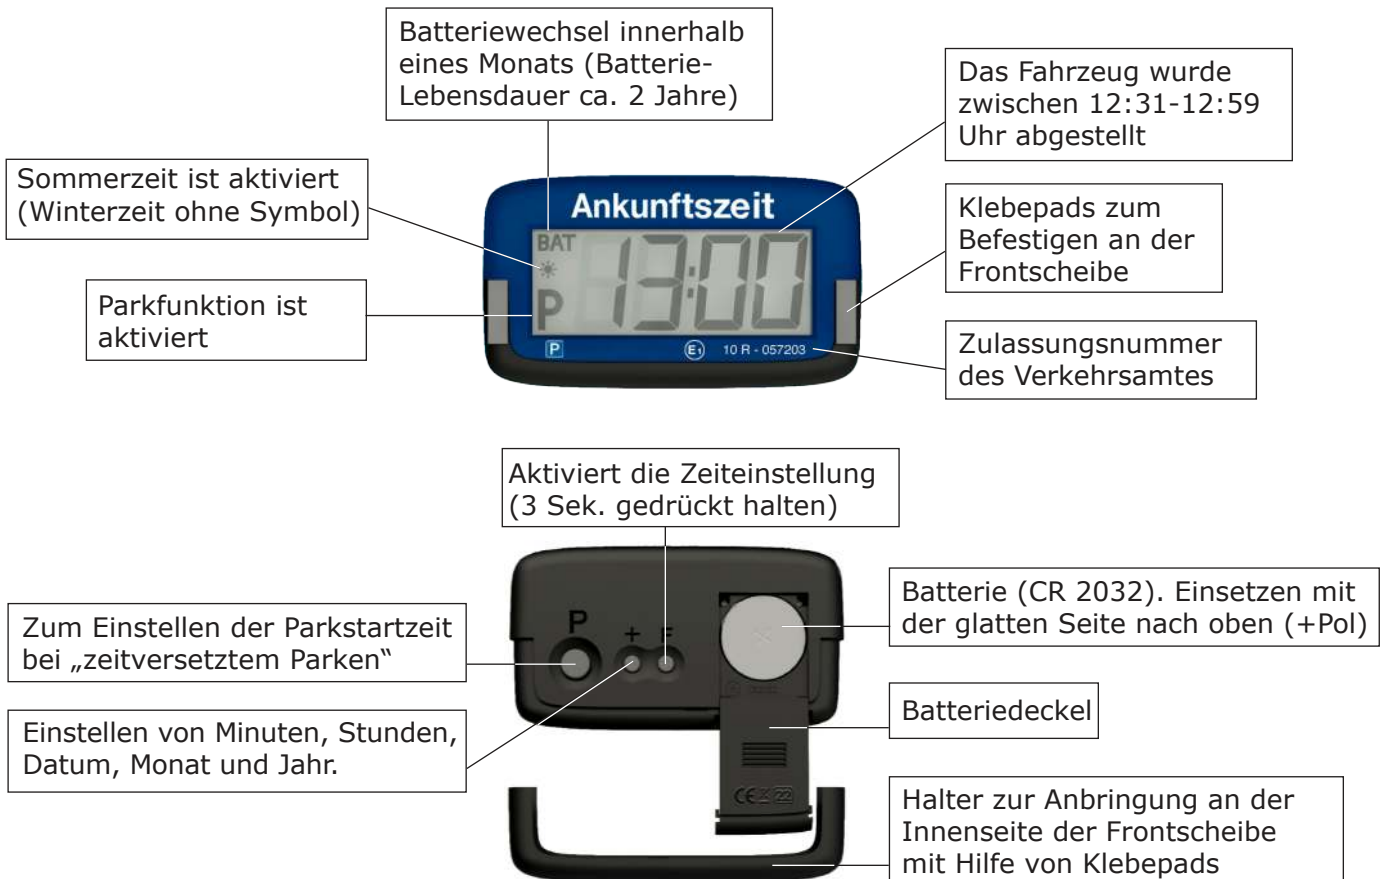 Batteriewechsel innerhalb
eines Monats (Batterie-
Lebensdauer ca. 2 Jahre)
Das Fahrzeug wurde
zwischen 12:31-12:59
Uhr abgestellt
Sommerzeit ist aktiviert
(Winterzeit ohne Symbol)
Klebepads zum
Befestigen an der
Frontscheibe
Parkfunktion ist
aktiviert
Zulassungsnummer
des Verkehrsamtes
Ankunftszeit
BAT
13:00
P
P
E1
10 R - 057203
Aktiviert die Zeiteinstellung
(3 Sek. gedrückt halten)
Zum Einstellen der Parkstartzeit
bei „zeitversetztem Parken“
Einstellen von Minuten, Stunden,
Datum, Monat und Jahr.
P
+ F
Batterie (CR 2032). Einsetzen mit
der glatten Seite nach oben (+Pol)
Batteriedeckel
CE
22
Halter zur Anbringung an der
Innenseite der Frontscheibe
mit Hilfe von Klebepads